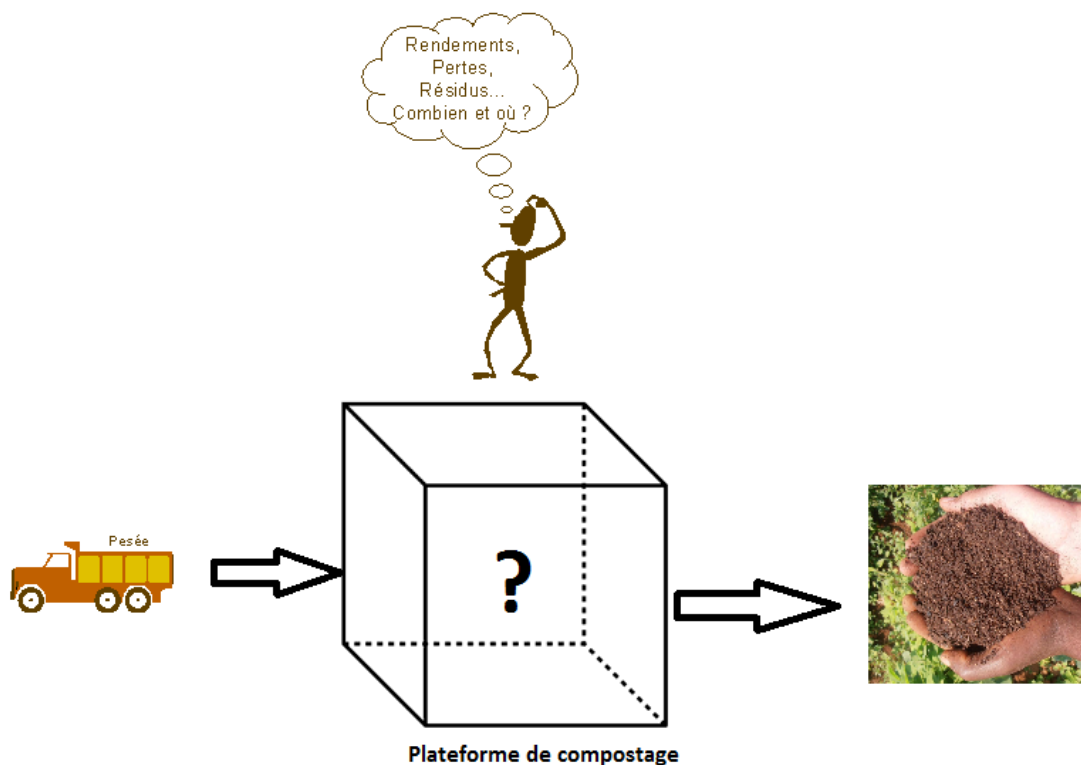 Rendements,
Pertes,
Résidus...
Combien et où ?
Pesée
?
Plateforme de compostage